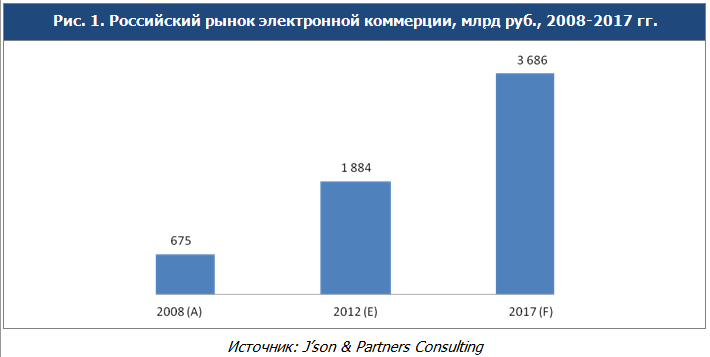 Рис. 1. Российский рынок электронной коммерции, млрд руб., 2008-2017 гг.
3 686
1 884
675
2008 (A)
2012 (E)
2017 (F)
Источник: J’son & Partners Consulting